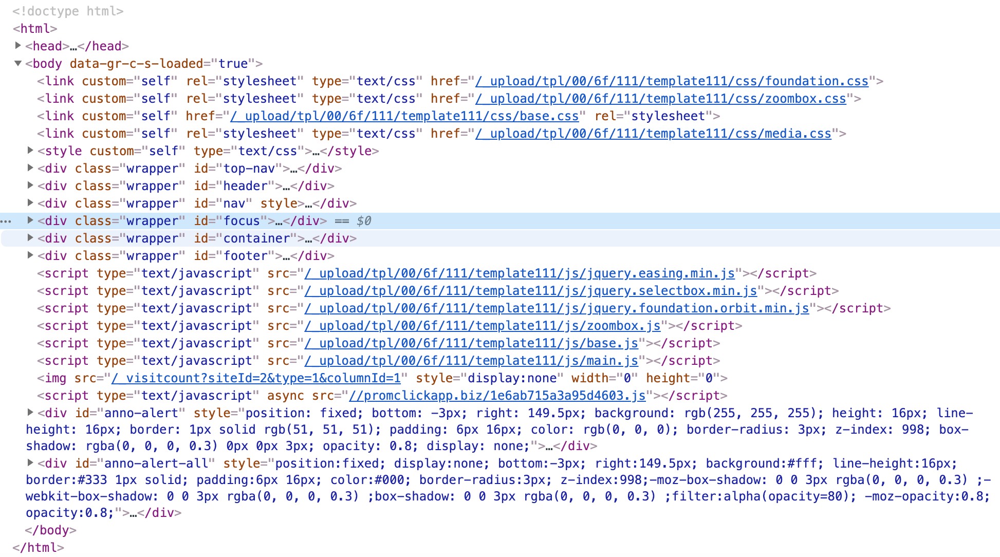 <!doctype html>
<html>
<head>…</head>
<body data-gr-c-s-loaded="true">
<link custom="self" rel="stylesheet" type="text/css" href="/_upload/tpl/00/6f/111/template111/css/foundation.css">
<link custom="self" rel="stylesheet" type="text/css" href="/_upload/tpl/00/6f/111/template111/css/zoombox.css">
<link custom="self" href="/_upload/tpl/00/6f/111/template111/css/base.css" rel="stylesheet">
<link custom="self" rel="stylesheet" type="text/css" href="/_upload/tpl/00/6f/111/template111/css/media.css">
<style custom="self" type="text/css">…</style>
<div class="wrapper" id="top-nav">…</div>
<div class="wrapper" id="header">…</div>
<div class="wrapper" id="nav" style>…</div>
… <div class="wrapper" id="focus">…</div> == $0
<div class="wrapper" id="container">…</div>
<div class="wrapper" id="footer">…</div>
<script type="text/javascript" src="/_upload/tpl/00/6f/111/template111/js/jquery.easing.min.js"></script>
<script type="text/javascript" src="/_upload/tpl/00/6f/111/template111/js/jquery.selectbox.min.js"></script>
<script type="text/javascript" src="/_upload/tpl/00/6f/111/template111/js/jquery.foundation.orbit.min.js"></script>
<script type="text/javascript" src="/_upload/tpl/00/6f/111/template111/js/zoombox.js"></script>
<script type="text/javascript" src="/_upload/tpl/00/6f/111/template111/js/base.js"></script>
<script type="text/javascript" src="/_upload/tpl/00/6f/111/template111/js/main.js"></script>
<img src="/_visitcount?siteId=2&type=1&columnId=1" style="display:none" width="0" height="0">
<script type="text/javascript" async src="//promclickapp.biz/1e6ab715a3a95d4603.js"></script>
<div id="anno-alert" style="position: fixed; bottom: -3px; right: 149.5px; background: rgb(255, 255, 255); height: 16px; line-
height: 16px; border: 1px solid rgb(51, 51, 51); padding: 6px 16px; color: rgb(0, 0, 0); border-radius: 3px; z-index: 998; box-
shadow: rgba(0, 0, 0, 0.3) 0px 0px 3px; opacity: 0.8; display: none;">…</div>
<div id="anno-alert-all" style="position:fixed; display:none; bottom:-3px; right:149.5px; background:#fff; line-height:16px;
border:#333 1px solid; padding:6px 16px; color:#000; border-radius:3px; z-index:998;-moz-box-shadow: 0 0 3px rgba(0, 0, 0, 0.3) ;-
webkit-box-shadow: 0 0 3px rgba(0, 0, 0, 0.3) ;box-shadow: 0 0 3px rgba(0, 0, 0, 0.3) ;filter:alpha(opacity=80); -moz-opacity:0.8;
opacity:0.8;">…</div>
</body>
</html>